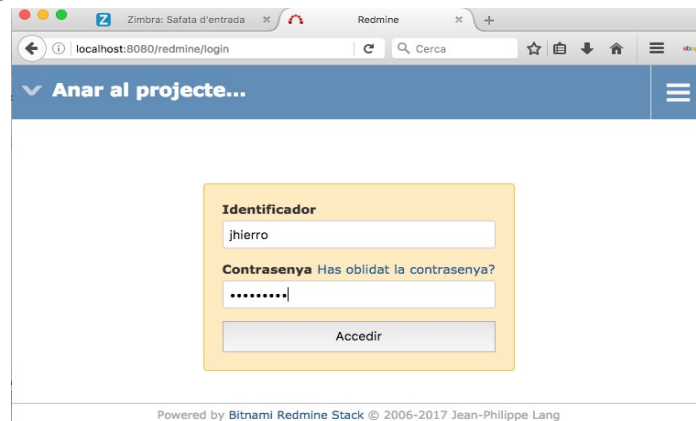 Zimbra: Safata d'entrada
Redmine
localhost:8080/redmine/login
Cerca
Anar al projecte...
Identificador
jhierro
Contrasenya Has oblidat la contrasenya?
•••••••••
Accedir
Powered by Bitnami Redmine Stack © 2006-2017 Jean-Philippe Lang